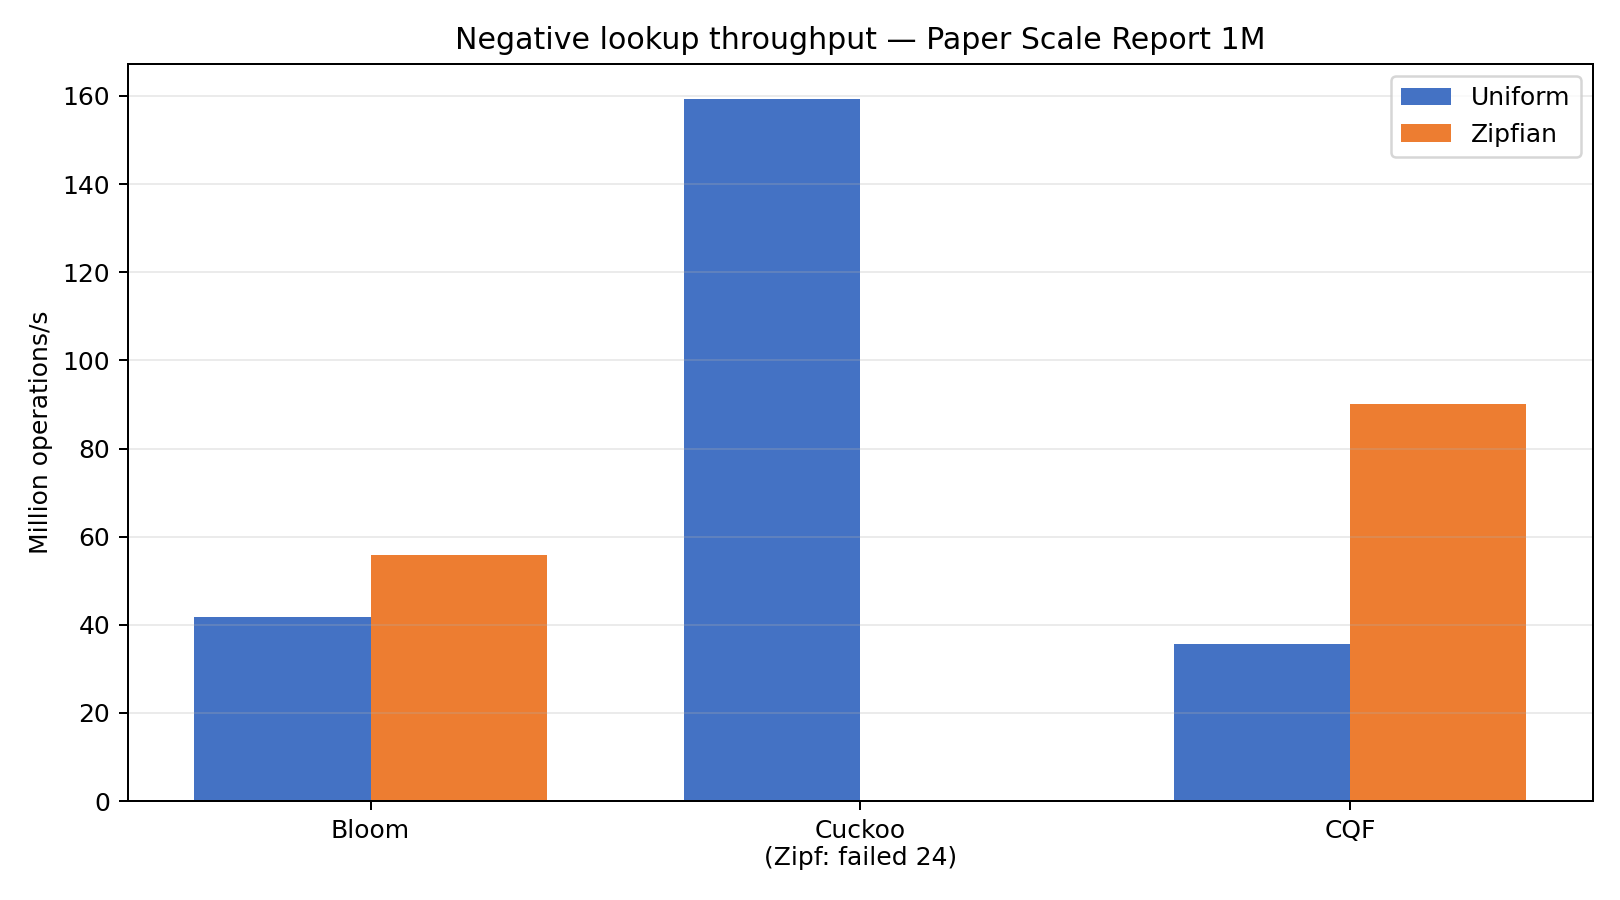 Negative lookup throughput — Paper Scale Report 1M
Uniform
Zipfian
Million operations/s
160
140
120
100
80
60
40
20
0
Bloom
Cuckoo
(Zipf: failed 24)
CQF